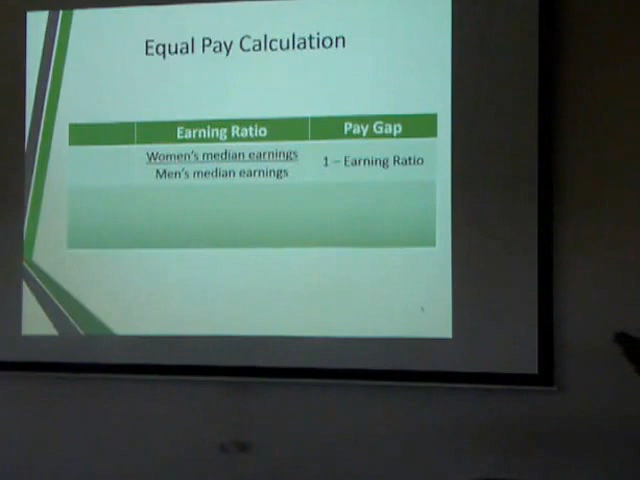 Equal Pay Calculation
Earning Ratio
Pay Gap
Women's median earnings
Men's median earnings
1 – Earning Ratio